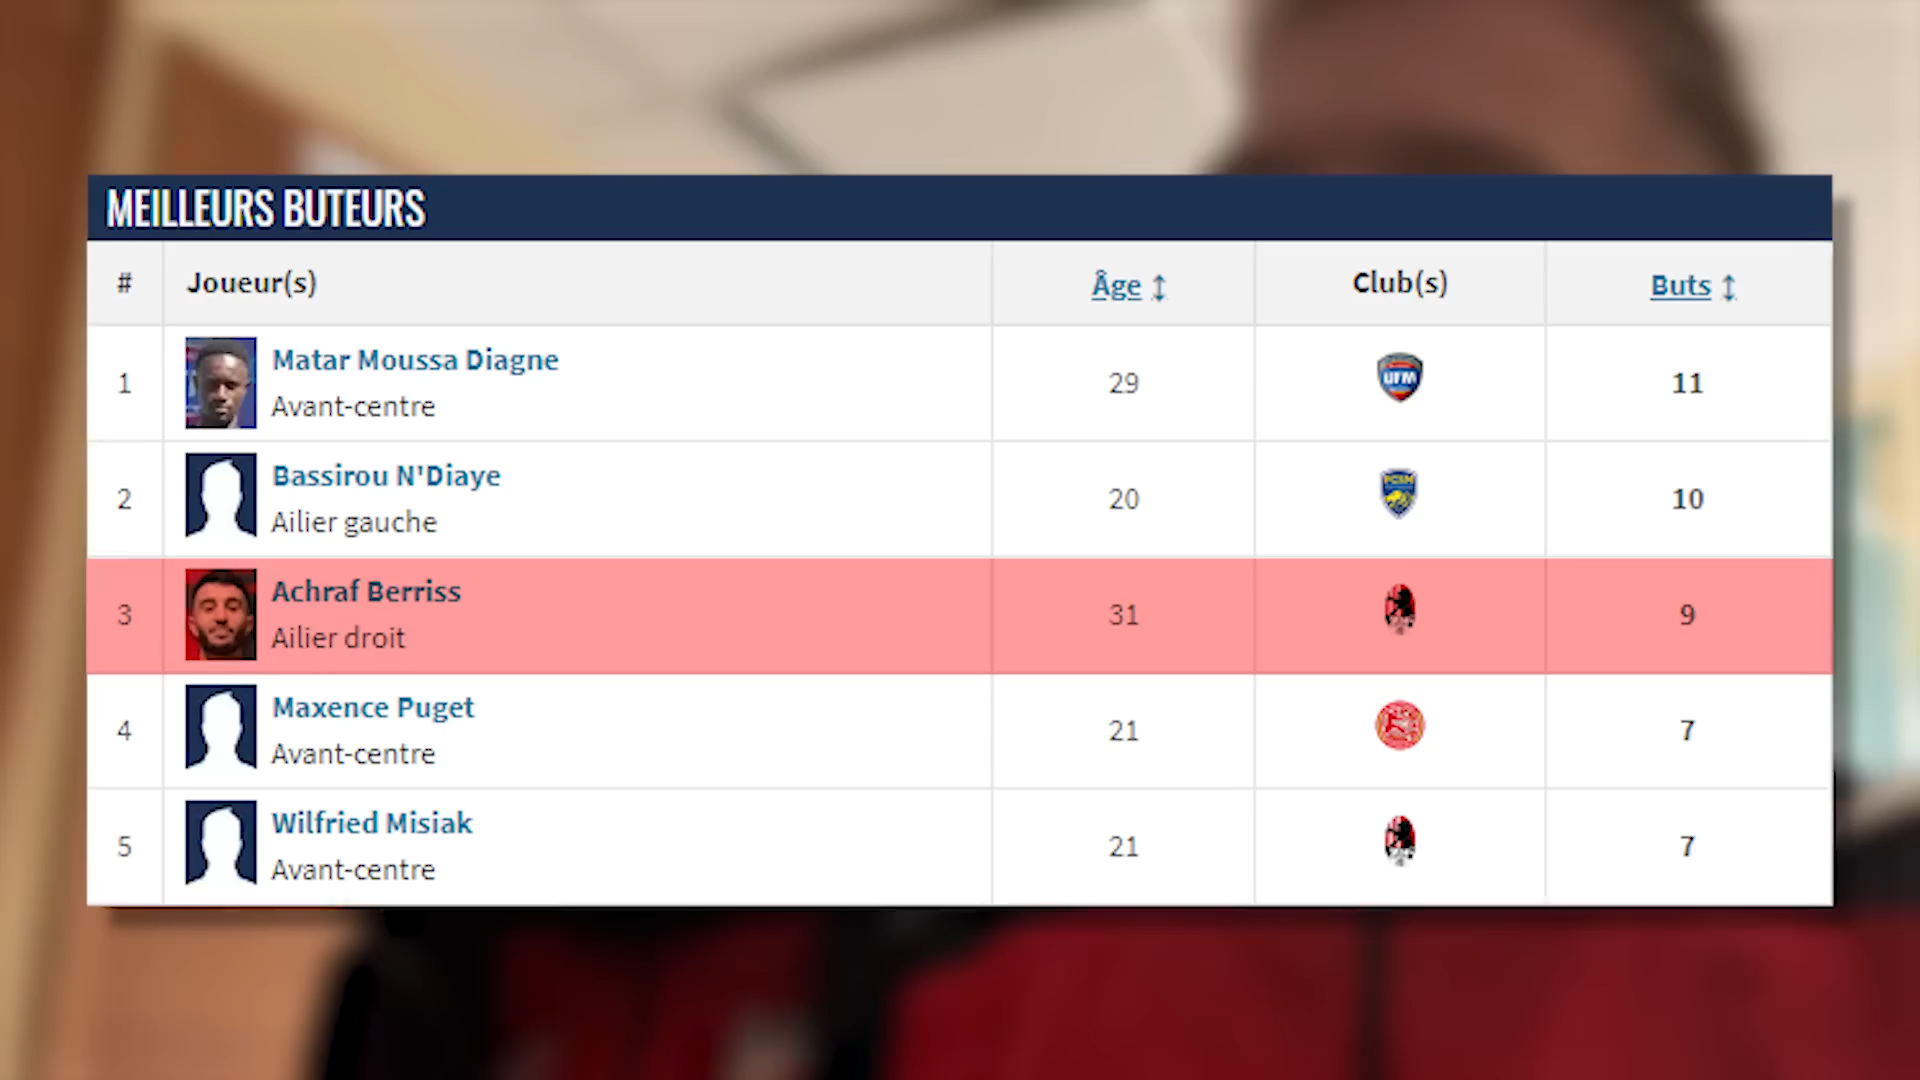 MEILLEURS BUTEURS
# Joueur(s) Âge ↕ Club(s) Buts ↕
1 Matar Moussa Diagne 29 UFM 11
Avant-centre
2 Bassirou N'Diaye 20 10
Ailier gauche
3 Achraf Berriss 31 9
Ailier droit
4 Maxence Puget 21 7
Avant-centre
5 Wilfried Misiak 21 7
Avant-centre